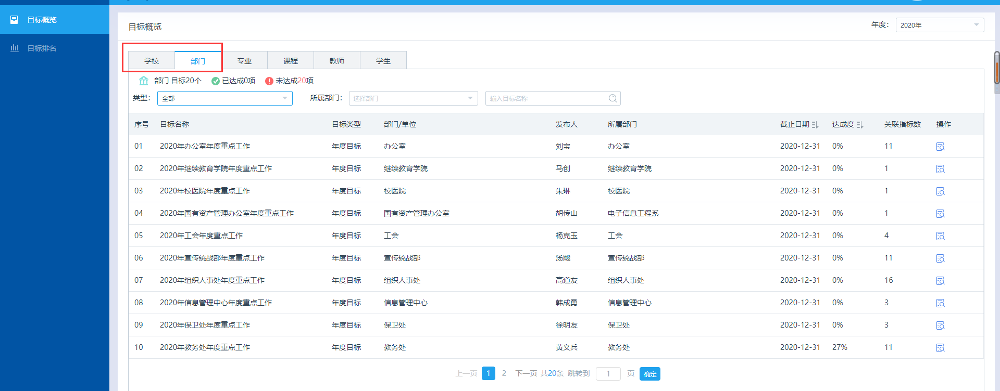 目标概览
目标排名
目标概览
年度： 2020年
学校 部门 专业 课程 教师 学生
部门 目标20个 已达成0项 未达成20项
类型： 全部 所属部门： 选择部门 输入目标名称
序号 目标名称 目标类型 部门/单位 发布人 所属部门 截止日期 达成度 关联指标数 操作
01 2020年办公室年度重点工作 年度目标 办公室 刘宝 办公室 2020-12-31 0% 11
02 2020年继续教育学院年度重点工作 年度目标 继续教育学院 马创 继续教育学院 2020-12-31 0% 1
03 2020年校医院年度重点工作 年度目标 校医院 朱琳 校医院 2020-12-31 0% 1
04 2020年国有资产管理办公室年度重点工作 年度目标 国有资产管理办公室 胡传山 电子信息工程系 2020-12-31 0% 1
05 2020年工会年度重点工作 年度目标 工会 杨克玉 工会 2020-12-31 0% 4
06 2020年宣传统战部年度重点工作 年度目标 宣传统战部 汤飚 宣传统战部 2020-12-31 0% 11
07 2020年组织人事处年度重点工作 年度目标 组织人事处 高道友 组织人事处 2020-12-31 0% 16
08 2020年信息管理中心年度重点工作 年度目标 信息管理中心 韩成勇 信息管理中心 2020-12-31 0% 3
09 2020年保卫处年度重点工作 年度目标 保卫处 徐明友 保卫处 2020-12-31 0% 3
10 2020年教务处年度重点工作 年度目标 教务处 黄义兵 教务处 2020-12-31 27% 11
上一页 1 2 下一页 共20条 跳转到 1 页 确定